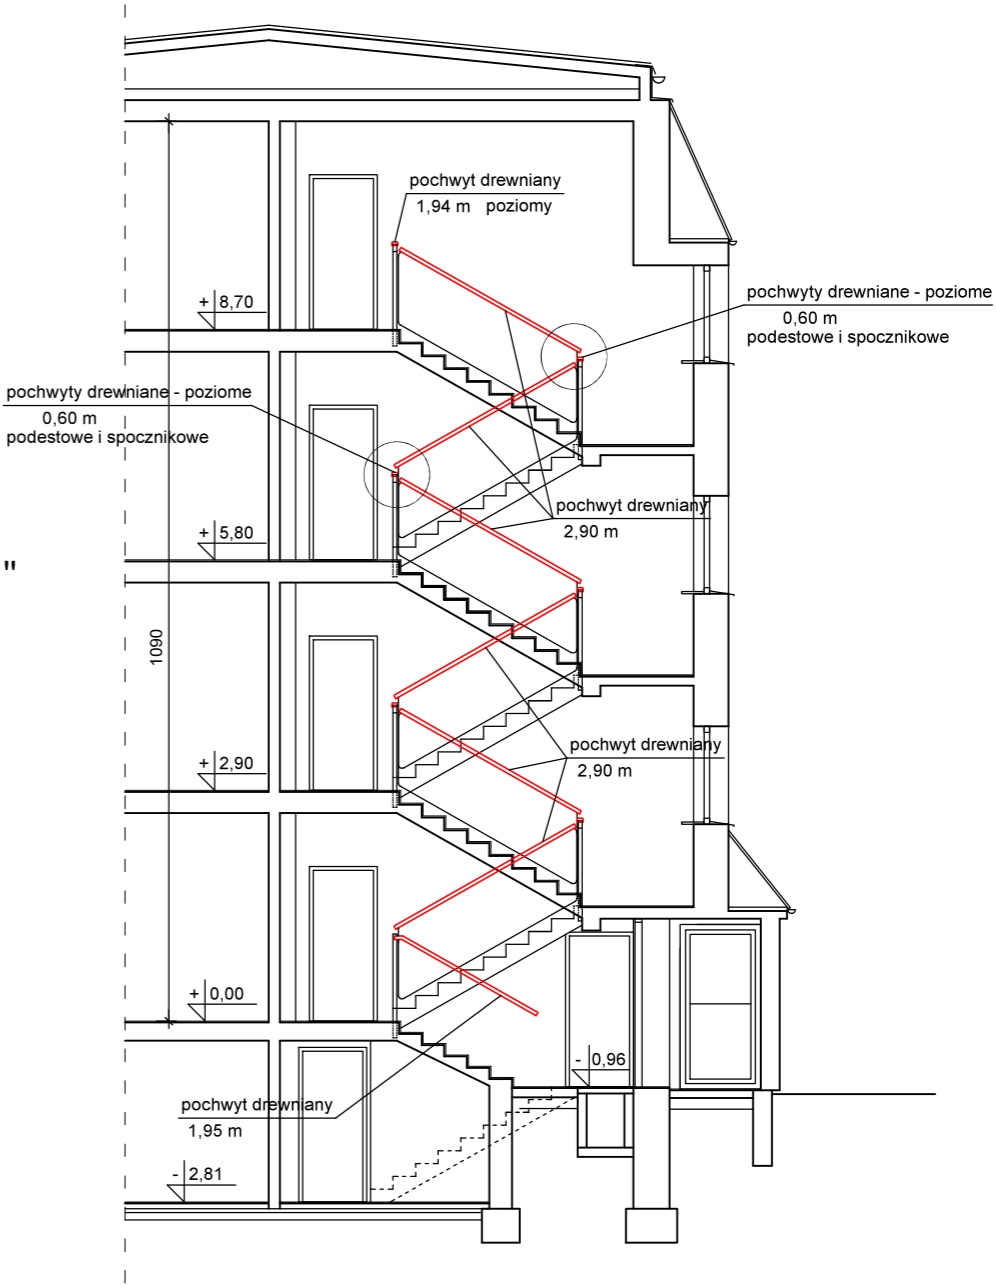 pochwyt drewniany
1,94 m poziomy
+ 8,70
pochwyty drewniane - poziome
0,60 m
podestowe i spocznikowe
pochwyty drewniane - poziome
0,60 m
podestowe i spocznikowe
pochwyt drewniany
2,90 m
+ 5,80
"
1090
pochwyt drewniany
2,90 m
+ 2,90
+ 0,00
- 0,96
pochwyt drewniany
1,95 m
- 2,81